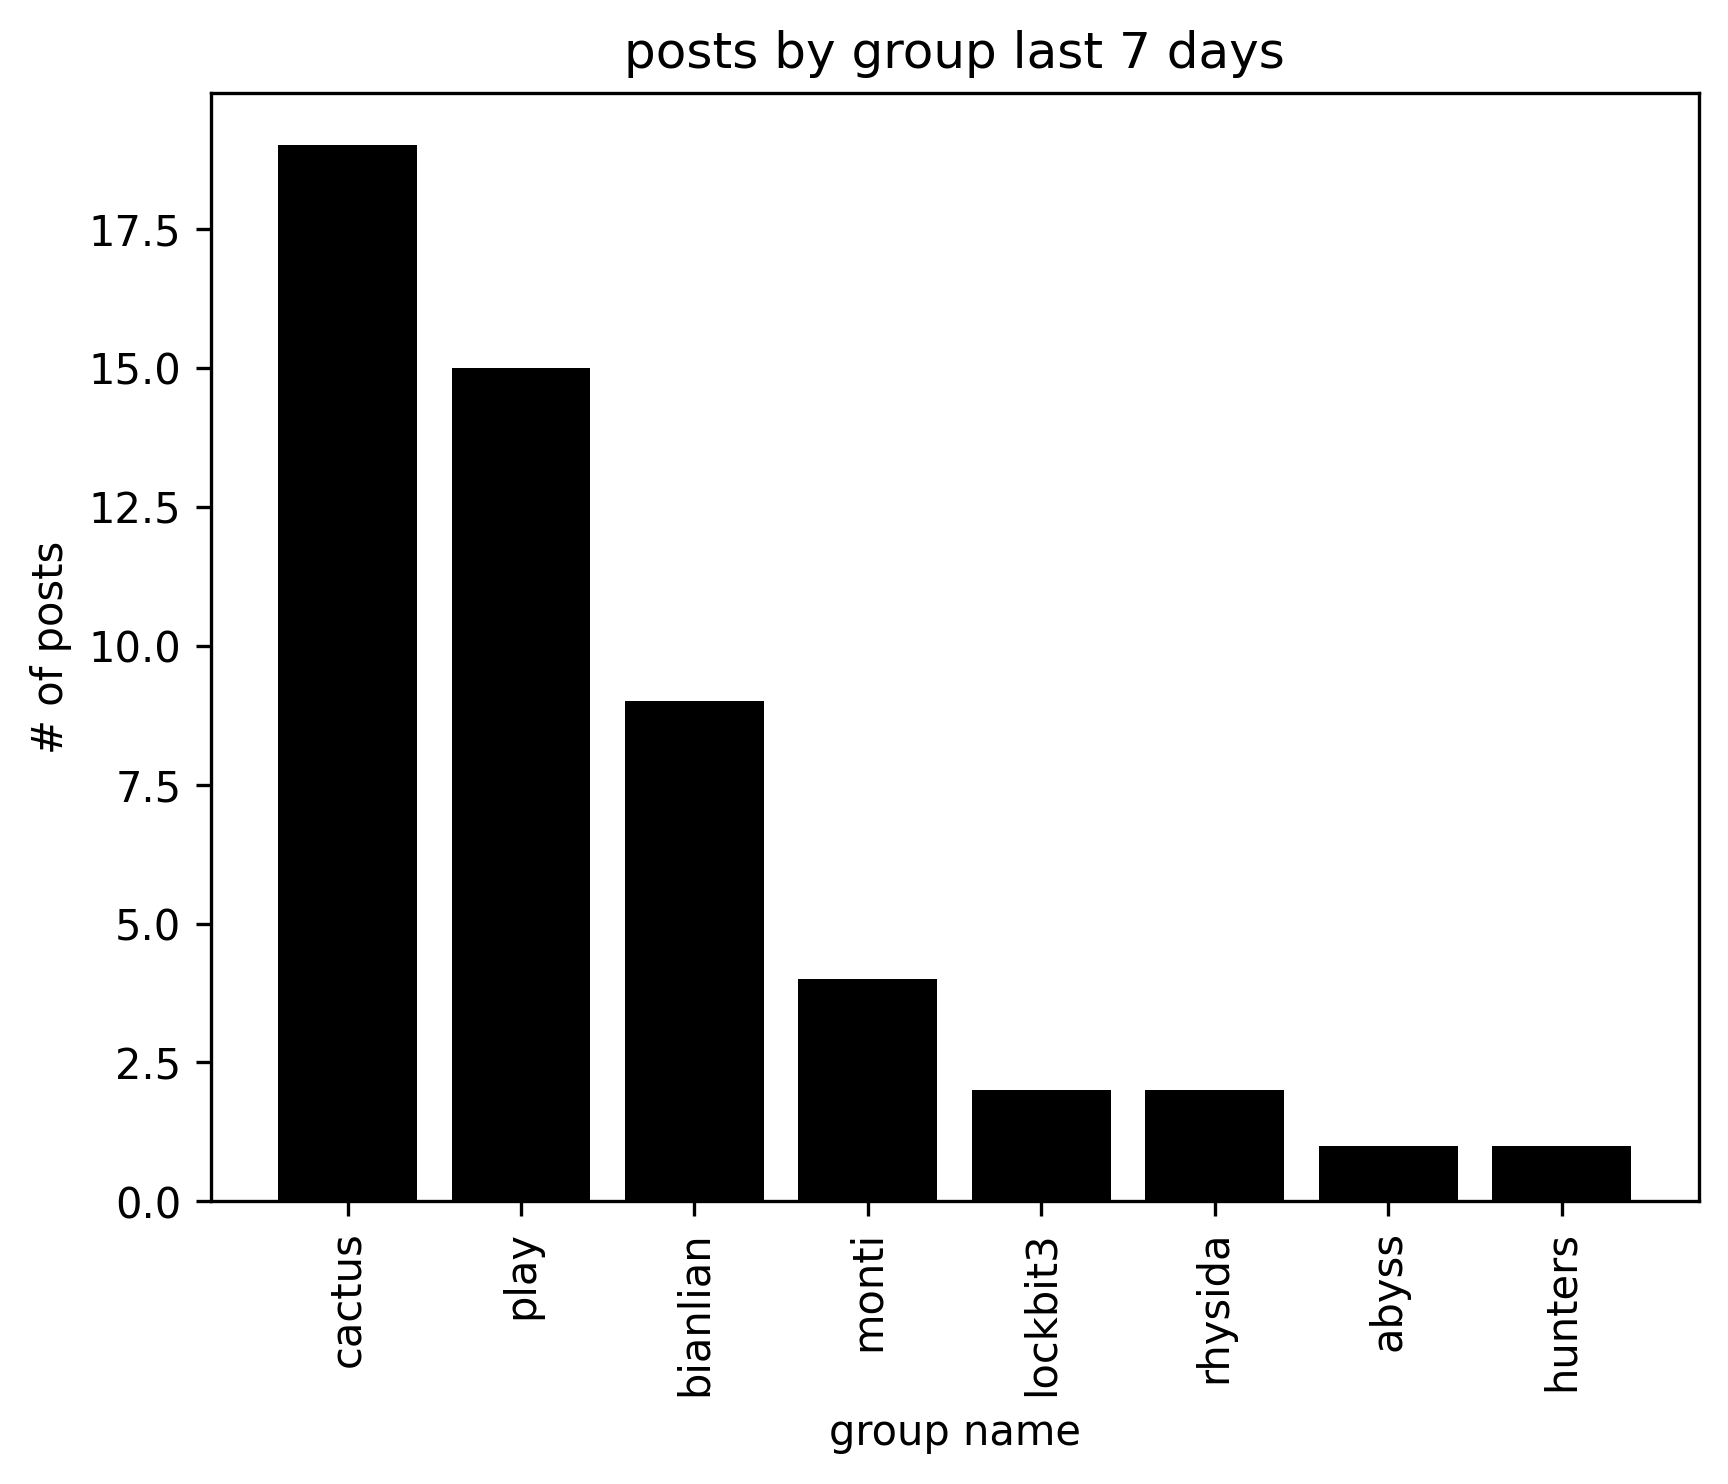 posts by group last 7 days
# of posts
17.5
15.0
12.5
10.0
7.5
5.0
2.5
0.0
cactus
play
bianlian
monti
lockbit3
rhysida
abyss
hunters
group name